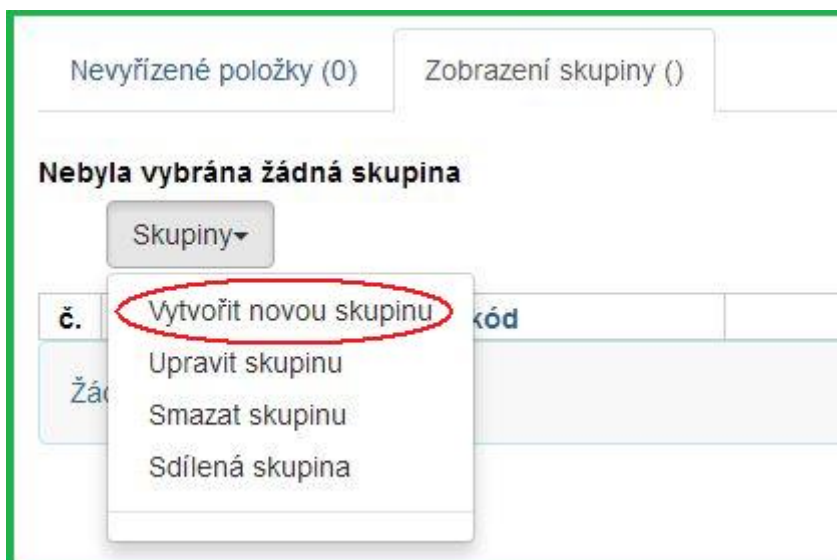 Nevyřízené položky (0) Zobrazení skupiny ()
Nebyla vybrána žádná skupina
Skupiny
č. kód
Vytvořit novou skupinu
Upravit skupinu
Smazat skupinu
Sdílená skupina